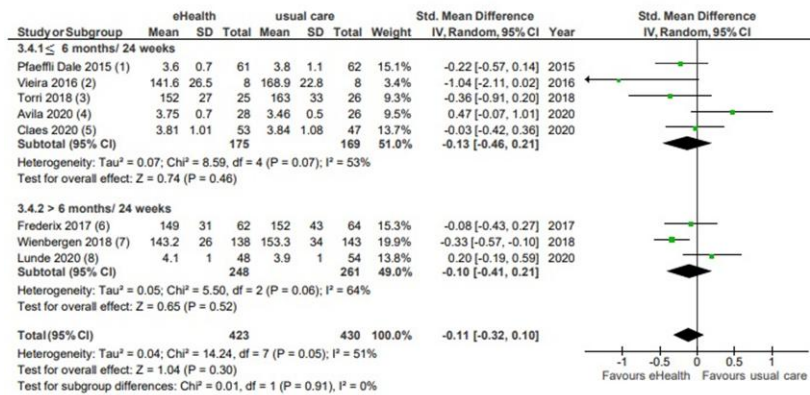 eHealth usual care Std. Mean Difference Std. Mean Difference
Study or Subgroup Mean SD Total Mean SD Total Weight IV, Random, 95% CI Year IV, Random, 95% CI
3.4.1 ≤ 6 months/ 24 weeks
Pfaeffli Dale 2015 (1) 3.6 0.7 61 3.8 1.1 62 15.1% -0.22 [-0.57, 0.14] 2015
Vieira 2016 (2) 141.6 26.5 8 168.9 22.8 8 3.4% -1.04 [-2.11, 0.02] 2016
Torri 2018 (3) 152 27 25 163 33 26 9.2% -0.36 [-0.91, 0.20] 2018
Avila 2020 (4) 3.75 0.7 28 3.46 0.5 26 9.6% 0.47 [-0.07, 1.01] 2020
Claes 2020 (5) 3.81 1.01 53 3.84 1.08 47 13.7% -0.03 [-0.42, 0.36] 2020
Subtotal (95% CI) 175 169 51.0% -0.13 [-0.46, 0.21]
Heterogeneity: Tau² = 0.07; Chi² = 8.59, df = 4 (P = 0.07); I² = 53%
Test for overall effect: Z = 0.74 (P = 0.46)
3.4.2 > 6 months/ 24 weeks
Frederix 2017 (6) 149 31 62 152 43 64 15.3% -0.08 [-0.43, 0.27] 2017
Wienbergen 2018 (7) 143.2 26 138 153.3 34 143 19.9% -0.33 [-0.57, -0.10] 2018
Lunde 2020 (8) 4.1 1 48 3.9 1 54 13.8% 0.20 [-0.19, 0.59] 2020
Subtotal (95% CI) 248 261 49.0% -0.10 [-0.41, 0.21]
Heterogeneity: Tau² = 0.05; Chi² = 5.50, df = 2 (P = 0.06); I² = 64%
Test for overall effect: Z = 0.65 (P = 0.52)
Total (95% CI) 423 430 100.0% -0.11 [-0.32, 0.10]
Heterogeneity: Tau² = 0.04; Chi² = 14.24, df = 7 (P = 0.05); I² = 51%
Test for overall effect: Z = 1.04 (P = 0.30)
Test for subgroup differences: Chi² = 0.01, df = 1 (P = 0.91), I² = 0%
-1 -0.5 0 0.5 1
Favours eHealth Favours usual care